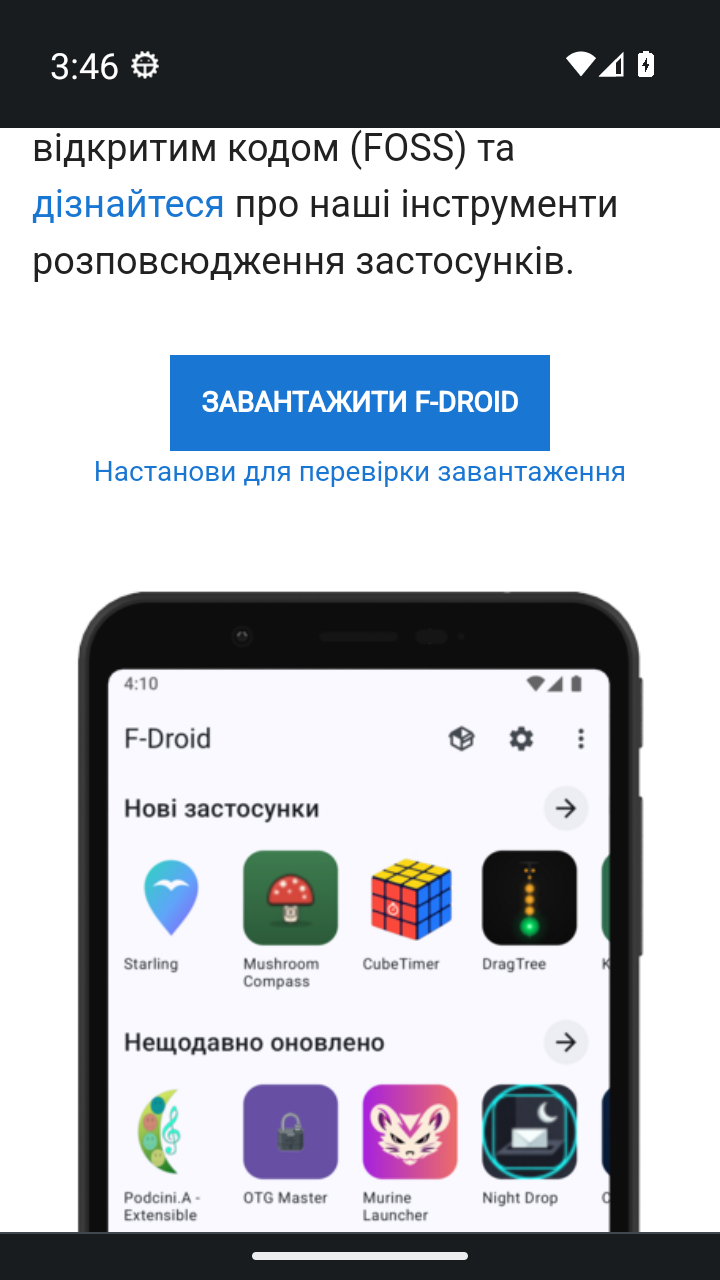 3:46
відкритим кодом (FOSS) та
дізнайтеся про наші інструменти
розповсюдження застосунків.
ЗАВАНТАЖИТИ F-DROID
Настанови для перевірки завантаження
4:10
F-Droid
Нові застосунки
Starling
Mushroom
Compass
CubeTimer
DragTree
Нещодавно оновлено
Podcini.A -
Extensible
OTG Master
Murine
Launcher
Night Drop